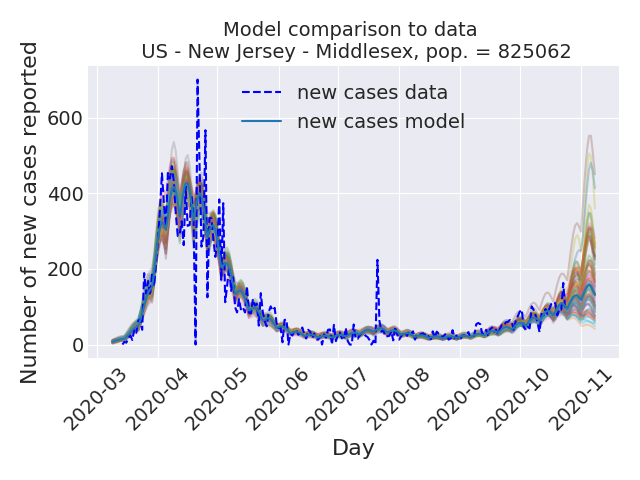 Model comparison to data
US - New Jersey - Middlesex, pop. = 825062
new cases data
new cases model
Number of new cases reported
600
400
200
0
2020-03
2020-04
2020-05
2020-06
2020-07
2020-08
2020-09
2020-10
2020-11
Day